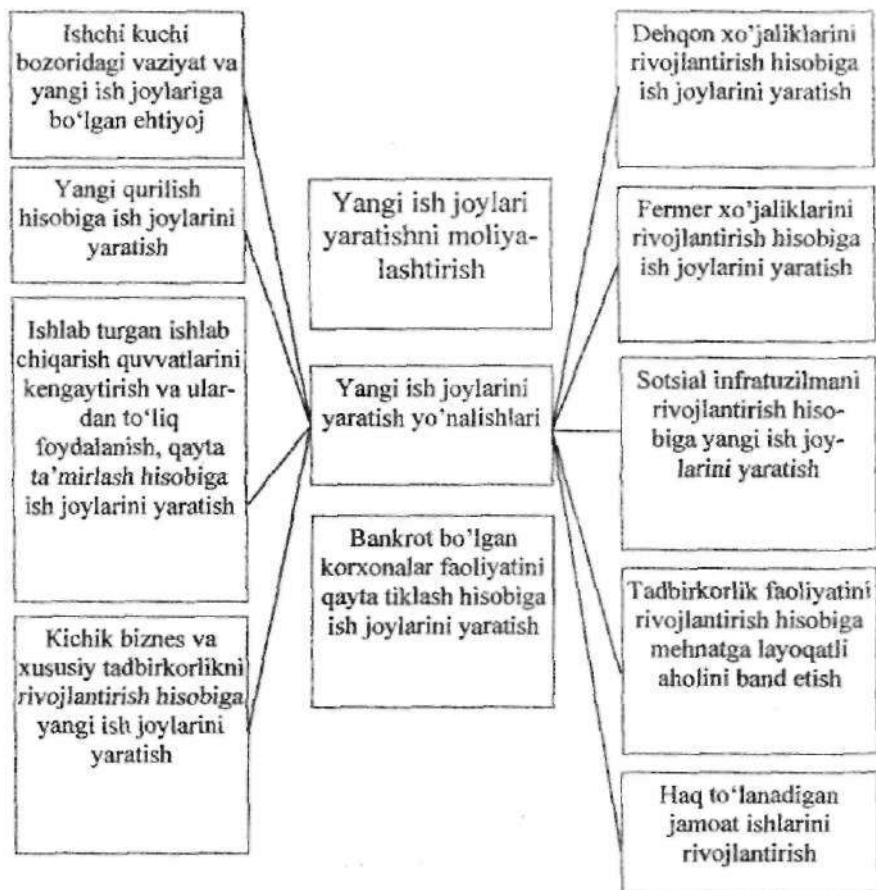 Ishchi kuchi
bozoridagi vaziyat va
yangi ish joylariga
bo‘lgan ehtiyoj
Yangi qurilish
hisobiga ish joylarini
yaratish
Ishlab turgan ishlab
chiqarish quvvatlarini
kengaytirish va ular-
dan to‘liq
foydalanish, qayta
ta’mirlash hisobiga
ish joylarini yaratish
Kichik biznes va
xususiy tadbirkorlikni
rivojlantirish hisobiga
yangi ish joylarini
yaratish
Yangi ish joylari
yaratishni moliya-
lashtirish
Yangi ish joylarini
yaratish yo’nalishlari
Bankrot bo’lgan
korxonalar faoliyatini
qayta tiklash hisobiga
ish joylarini yaratish
Dehqon xo’jaliklarini
rivojlantirish hisobiga
ish joylarini yaratish
Fermer xo’jaliklarini
rivojlantirish hisobiga
ish joylarini yaratish
Sotsial infratuzilmani
rivojlantirish hiso-
biga yangi ish joy-
larini yaratish
Tadbirkorlik faoliyatini
rivojlantirish hisobiga
mehnatga layoqatli
aholini band etish
Haq to‘lanadigan
jamoat ishlarini
rivojlantirish